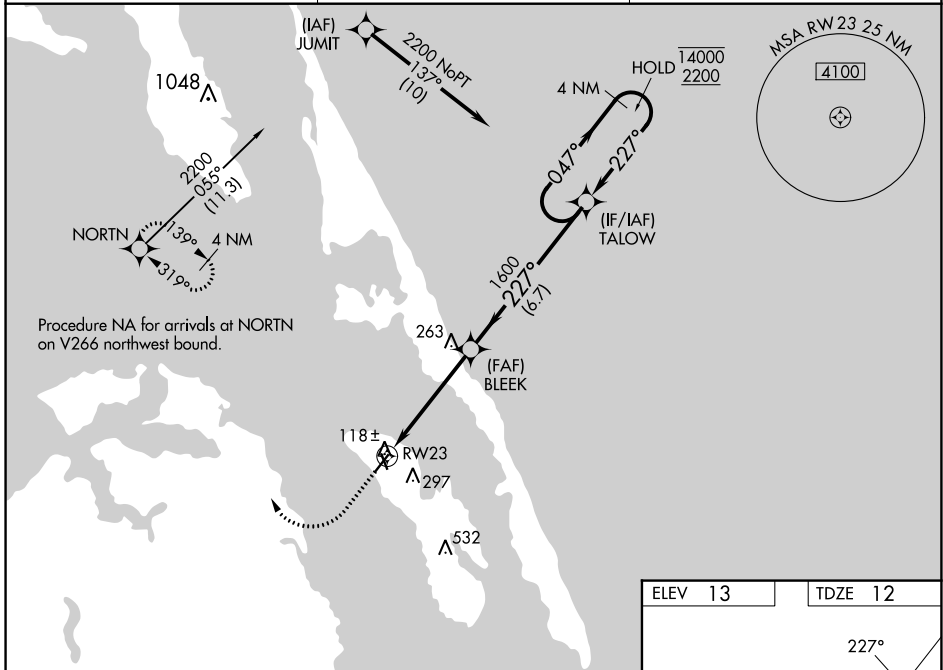 (IAF)
JUMIT
2200 NoPT
137°
(10)
HOLD
14000
2200
4 NM
047°
227°
MSA RW23 25 NM
4100
1048
2200
055°
(11.3)
NORTN
139°
4 NM
319°
(IF/IAF)
TALOW
1600
227°
(6.7)
Procedure NA for arrivals at NORTN
on V266 northwest bound.
263
(FAF)
BLEEK
118±
RW23
297
532
ELEV 13
TDZE 12
227°